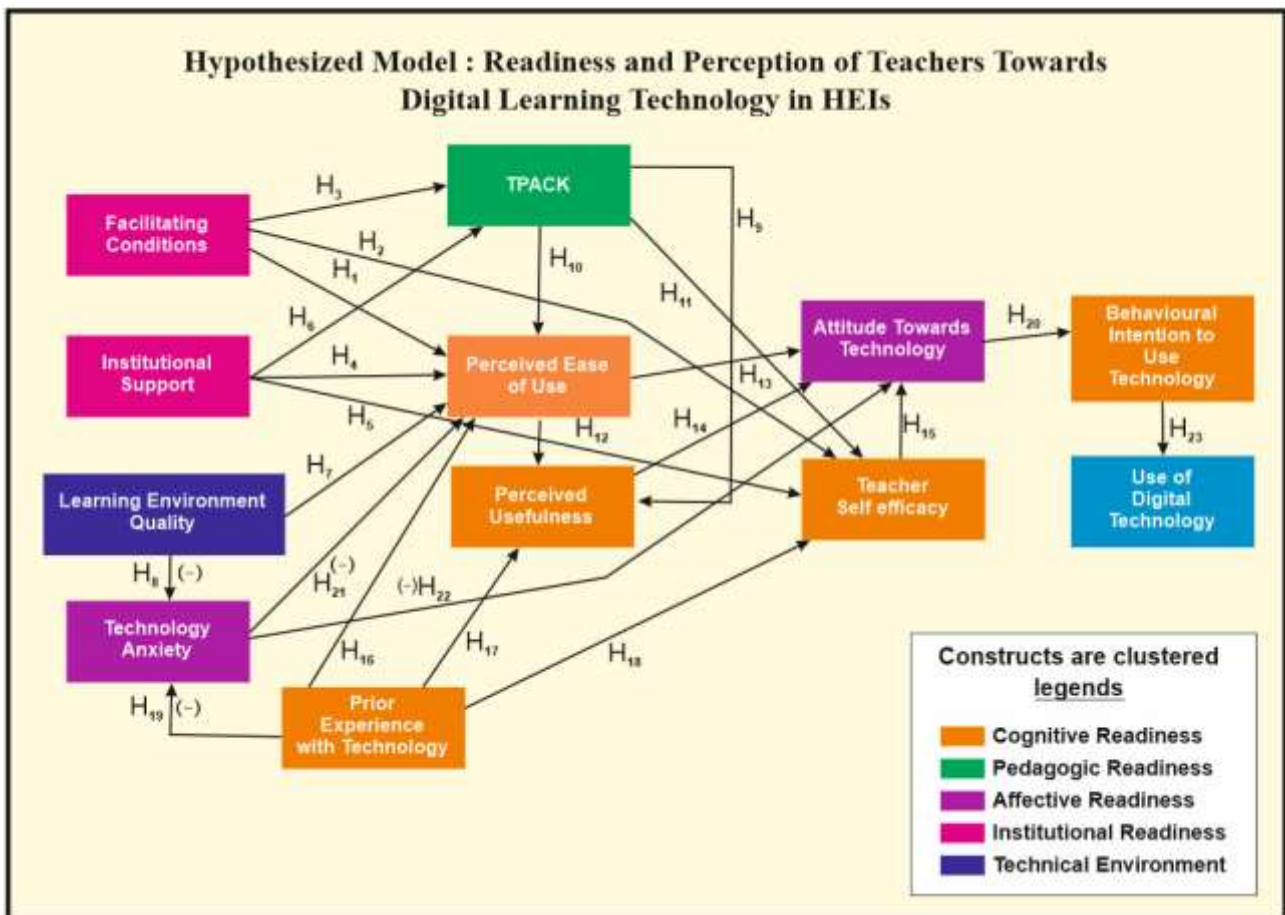 Hypothesized Model : Readiness and Perception of Teachers Towards
Digital Learning Technology in HEIs
TPACK
Facilitating
Conditions
H3
H2
H1
H9
H10
H11
H6
Institutional
Support
H4
H5
Perceived Ease
of Use
Attitude Towards
Technology
H20
Behavioural
Intention to
Use
Technology
H13
H12
H14
H15
H23
H7
Learning Environment
Quality
Perceived
Usefulness
Teacher
Self efficacy
Use of
Digital
Technology
H8 (-)
H21 (-)
(-)H22
Technology
Anxiety
H16
H17
H18
H19 (-)
Prior
Experience
with Technology
Constructs are clustered
legends
Cognitive Readiness
Pedagogic Readiness
Affective Readiness
Institutional Readiness
Technical Environment